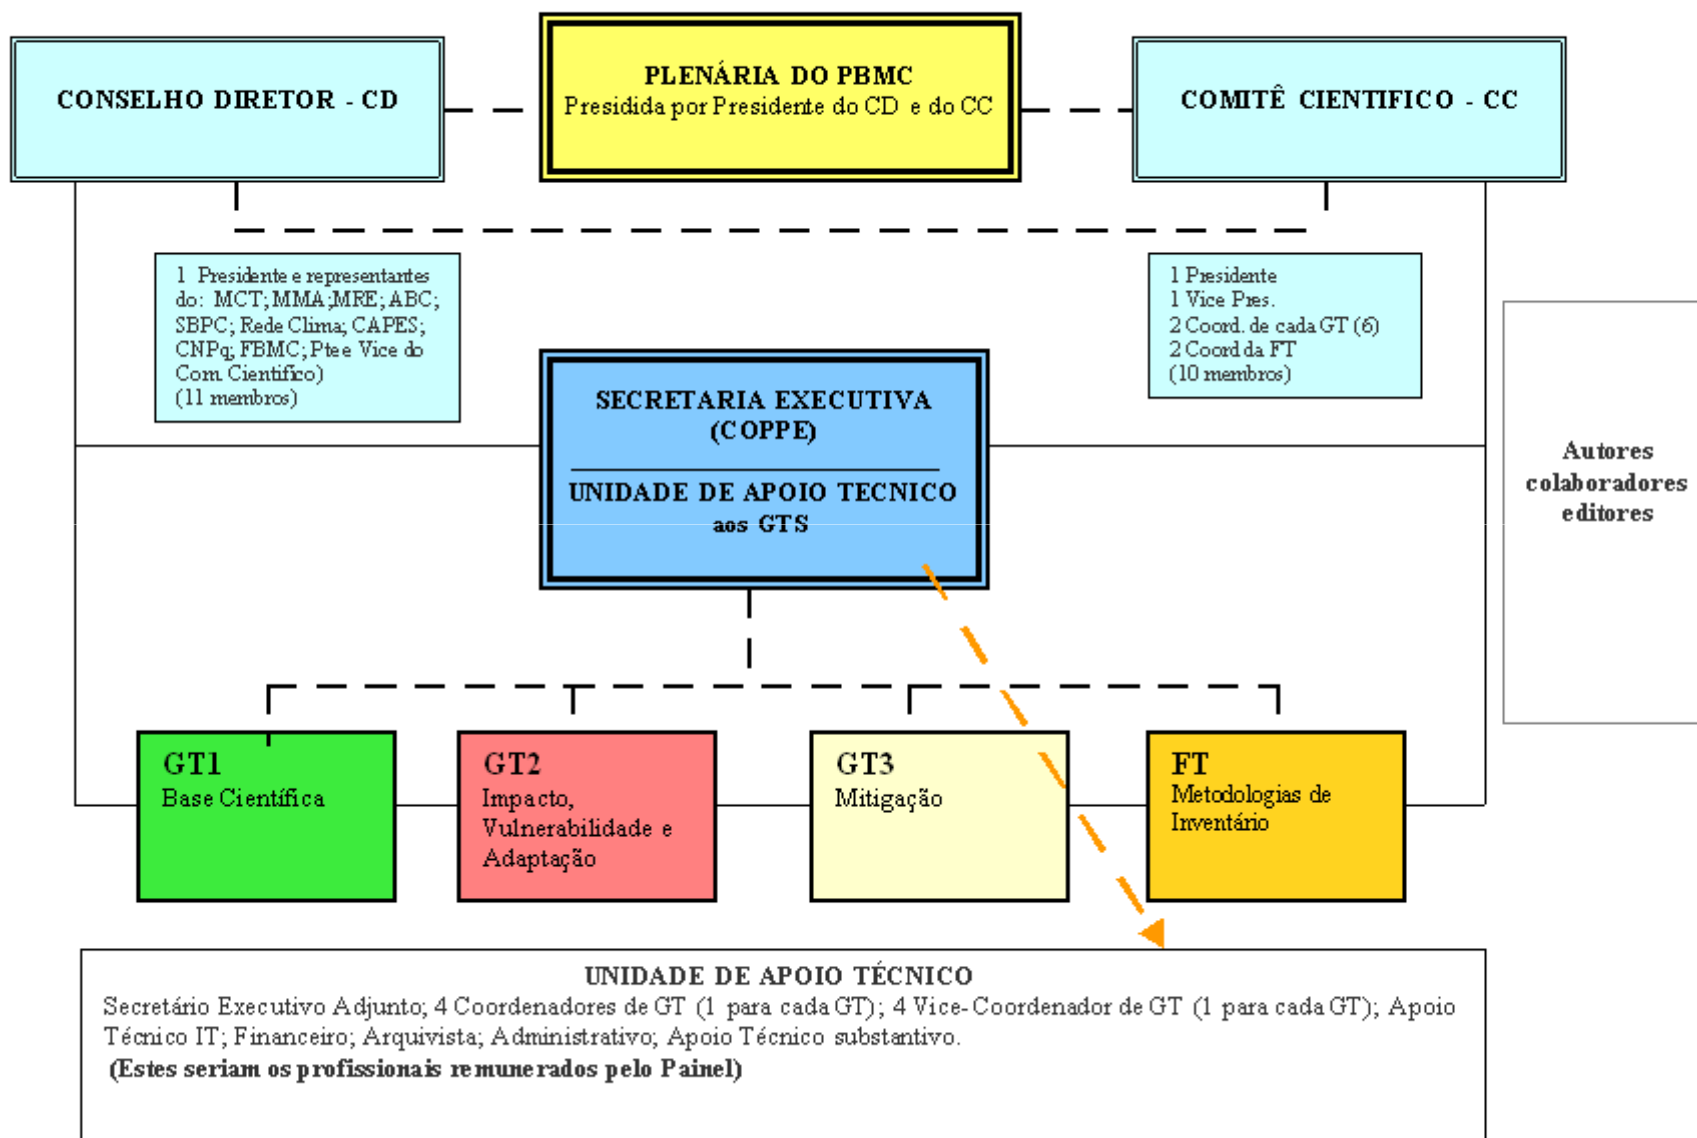 CONSELHO DIRETOR - CD
PLENÁRIA DO PBMC
Presidida por Presidente do CD e do CC
COMITÊ CIENTIFICO - CC
1 Presidente e representantes
do: MCT; MMA;MRE; ABC;
SBPC; Rede Clima; CAPES;
CNPq; FBMC; Pte e Vice do
Com. Cientifico)
(11 membros)
1 Presidente
1 Vice Pres.
2 Coord. de cada GT (6)
2 Coord da FT
(10 membros)
SECRETARIA EXECUTIVA
(COPPE)
UNIDADE DE APOIO TECNICO
aos GTS
Autores
colaboradores
editores
GT1
Base Científica
GT2
Impacto,
Vulnerabilidade e
Adaptação
GT3
Mitigação
FT
Metodologias de
Inventário
UNIDADE DE APOIO TÉCNICO
Secretário Executivo Adjunto; 4 Coordenadores de GT (1 para cada GT); 4 Vice-Coordenador de GT (1 para cada GT); Apoio
Técnico IT; Financeiro; Arquivista; Administrativo; Apoio Técnico substantivo.
(Estes seriam os profissionais remunerados pelo Painel)